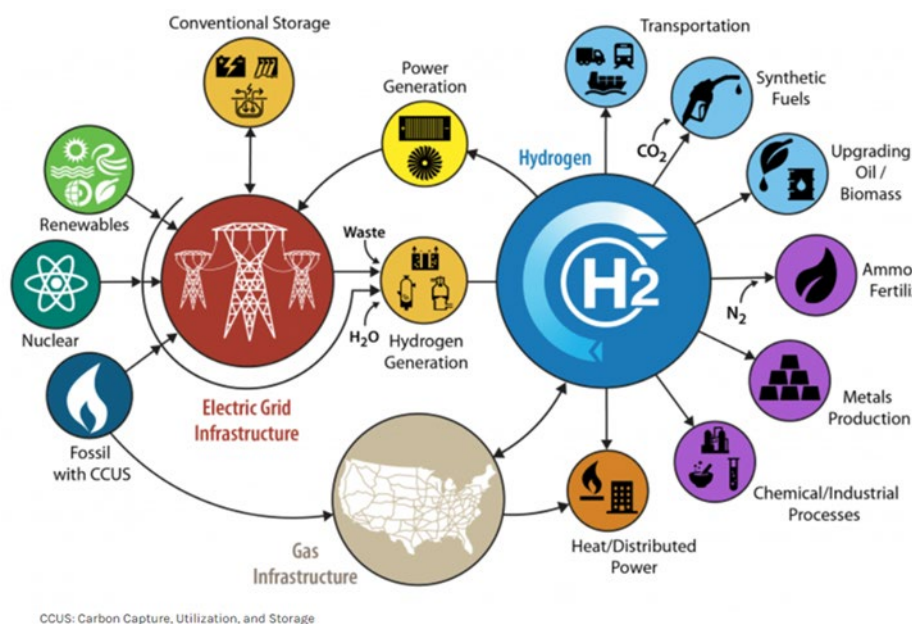 Conventional Storage
Transportation
Power
Generation
Synthetic
Fuels
Hydrogen
CO2
Upgrading
Oil /
Biomass
Renewables
Waste
H2
Ammo
Fertili
N2
Nuclear
H2O
Hydrogen
Generation
Metals
Production
Electric Grid
Infrastructure
Fossil
with CCUS
Chemical/Industrial
Processes
Gas
Infrastructure
Heat/Distributed
Power
CCUS: Carbon Capture, Utilization, and Storage